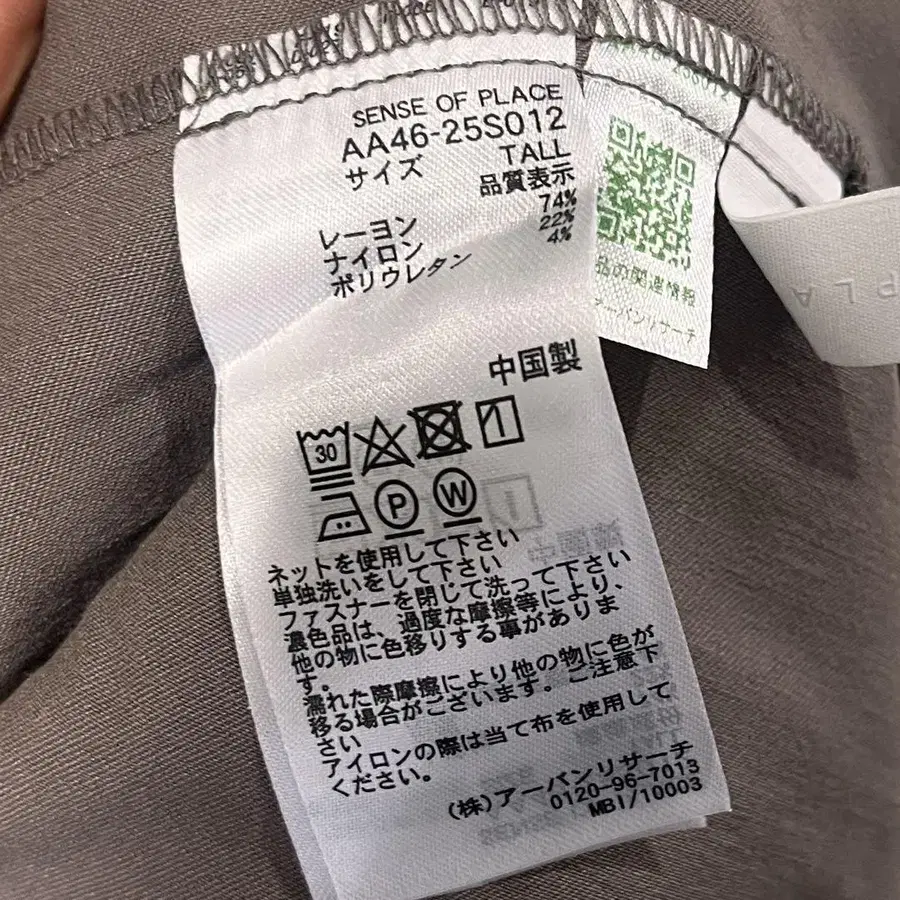 SENSE OF PLACE
AA46-25S012
サイズ TALL
品質表示
レーヨン 74%
ナイロン 22%
ポリウレタン 4%
中国製
30
P
W
ネットを使用して下さい
単独洗いをして下さい
ファスナーを閉じて洗って下さい
濃色品は、過度な摩擦等により、
他の物に色移りする事がありま
す。
濡れた際摩擦により他の物に色が
移る場合がございます。ご注意下
さい
アイロンの際は当て布を使用して
ください。
(株)アーバンリサーチ
0120-96-7013
MBI/10003
品の関連情報
アーバンリサーチ
PLA